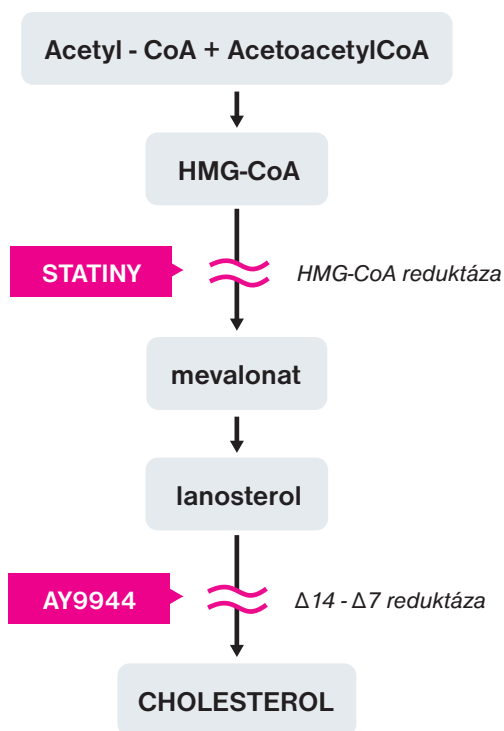 Acetyl - CoA + AcetoacetylCoA
HMG-CoA
STATINY
HMG-CoA reduktáza
mevalonat
lanosterol
AY9944
Δ14 - Δ7 reduktáza
CHOLESTEROL